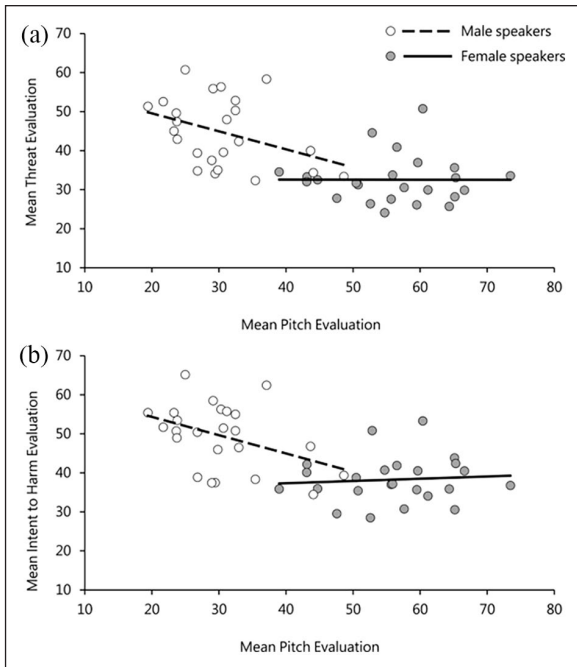 (a)
Male speakers
Female speakers
70
60
50
40
30
20
10
Mean Threat Evaluation
10 20 30 40 50 60 70 80
Mean Pitch Evaluation
(b)
70
60
50
40
30
20
10
Mean Intent to Harm Evaluation
10 20 30 40 50 60 70 80
Mean Pitch Evaluation